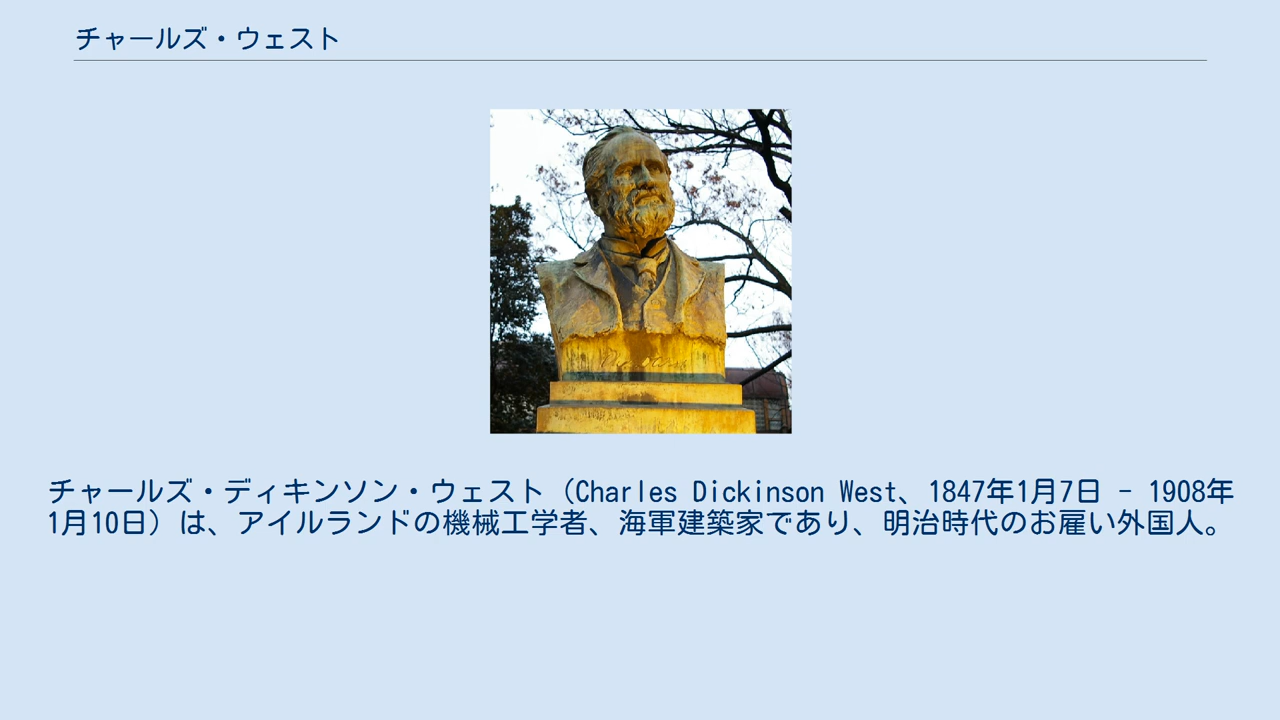 チャールズ・ウェスト
チャールズ・ディキンソン・ウェスト（Charles Dickinson West、1847年1月7日 - 1908年
1月10日）は、アイルランドの機械工学者、海軍建築家であり、明治時代のお雇い外国人。